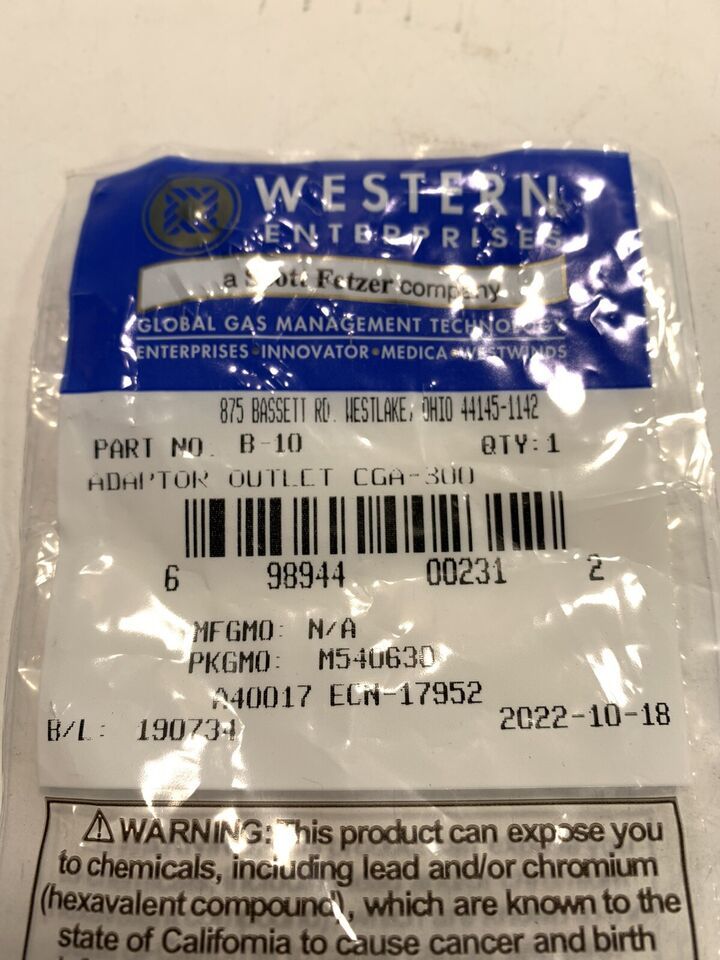 WESTERN
ENTERPRISES
a Scott Fetzer company
GLOBAL GAS MANAGEMENT TECHNOLOGY
ENTERPRISES•INNOVATOR•MEDICA•WESTWINDS
875 BASSETT RD. WESTLAKE, OHIO 44145-1142
PART NO. B-10 QTY:1
ADAPTOR OUTLET CGA-300
6 98944 00231 2
MFGMO: N/A
PKGMO: M540630
A40017 ECN-17952
B/L: 190734 2022-10-18
⚠ WARNING: This product can expose you
to chemicals, including lead and/or chromium
(hexavalent compound), which are known to the
state of California to cause cancer and birth